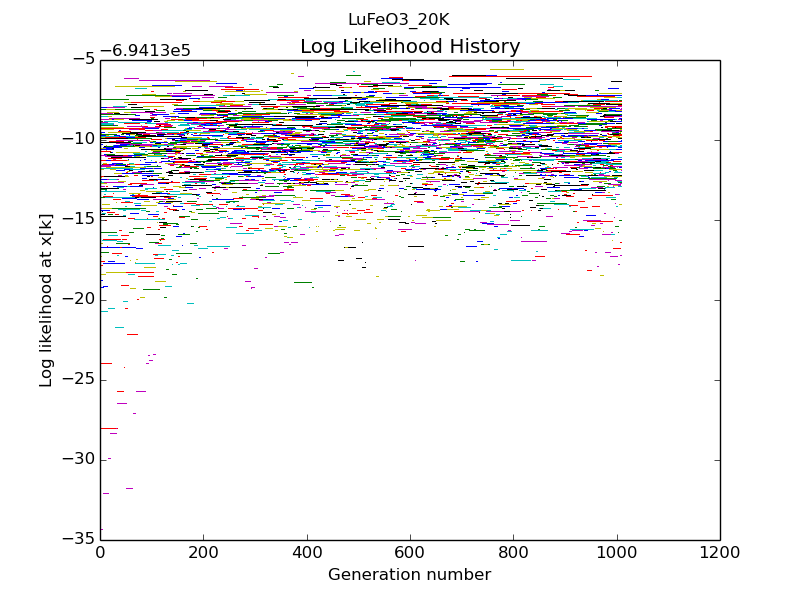 LuFeO3_20K
Log Likelihood History
−6.9413e5
−5
−10
−15
−20
−25
−30
−35
Log likelihood at x[k]
0 200 400 600 800 1000 1200
Generation number